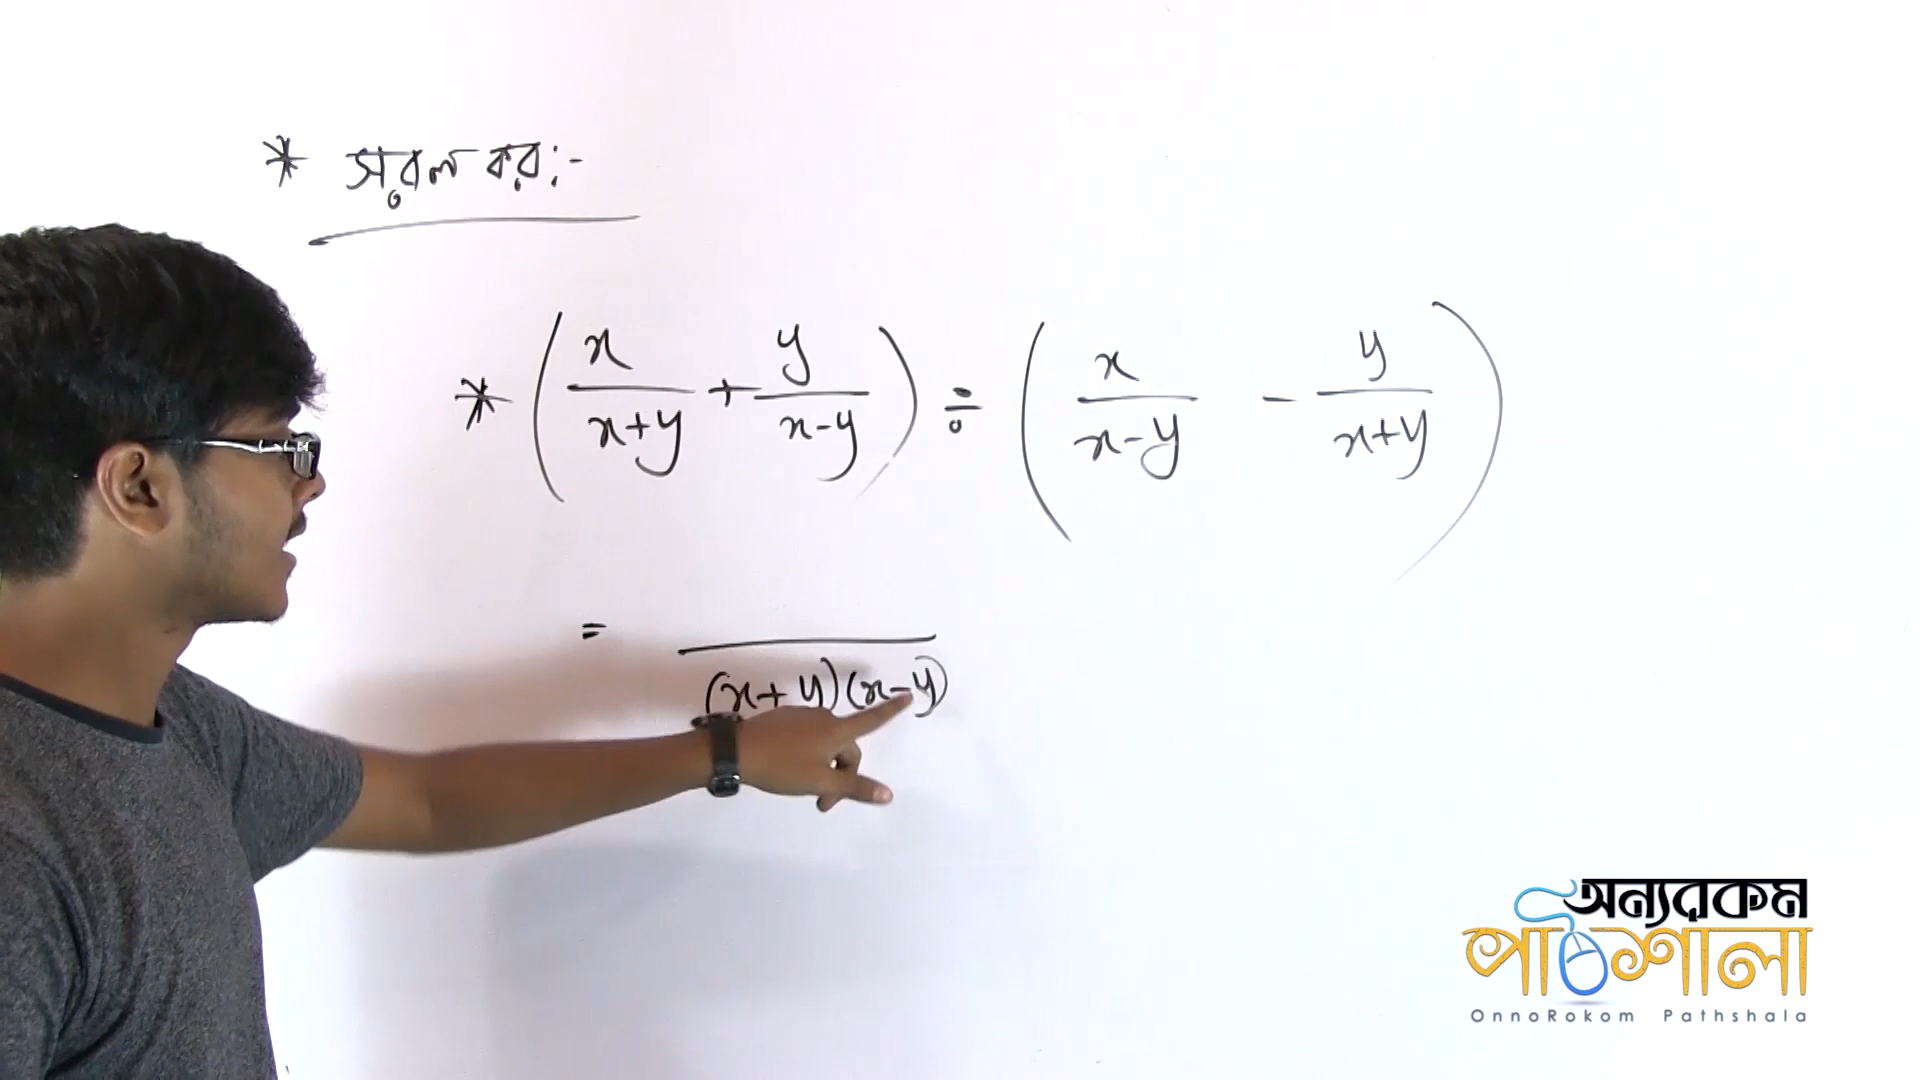 * সরল কর:-
* (x/(x+y) + y/(x-y)) ÷ (x/(x-y) - y/(x+y))
= /((x+y)(x-y))
অন্যরকম
পাঠশালা
OnnoRokom Pathshala